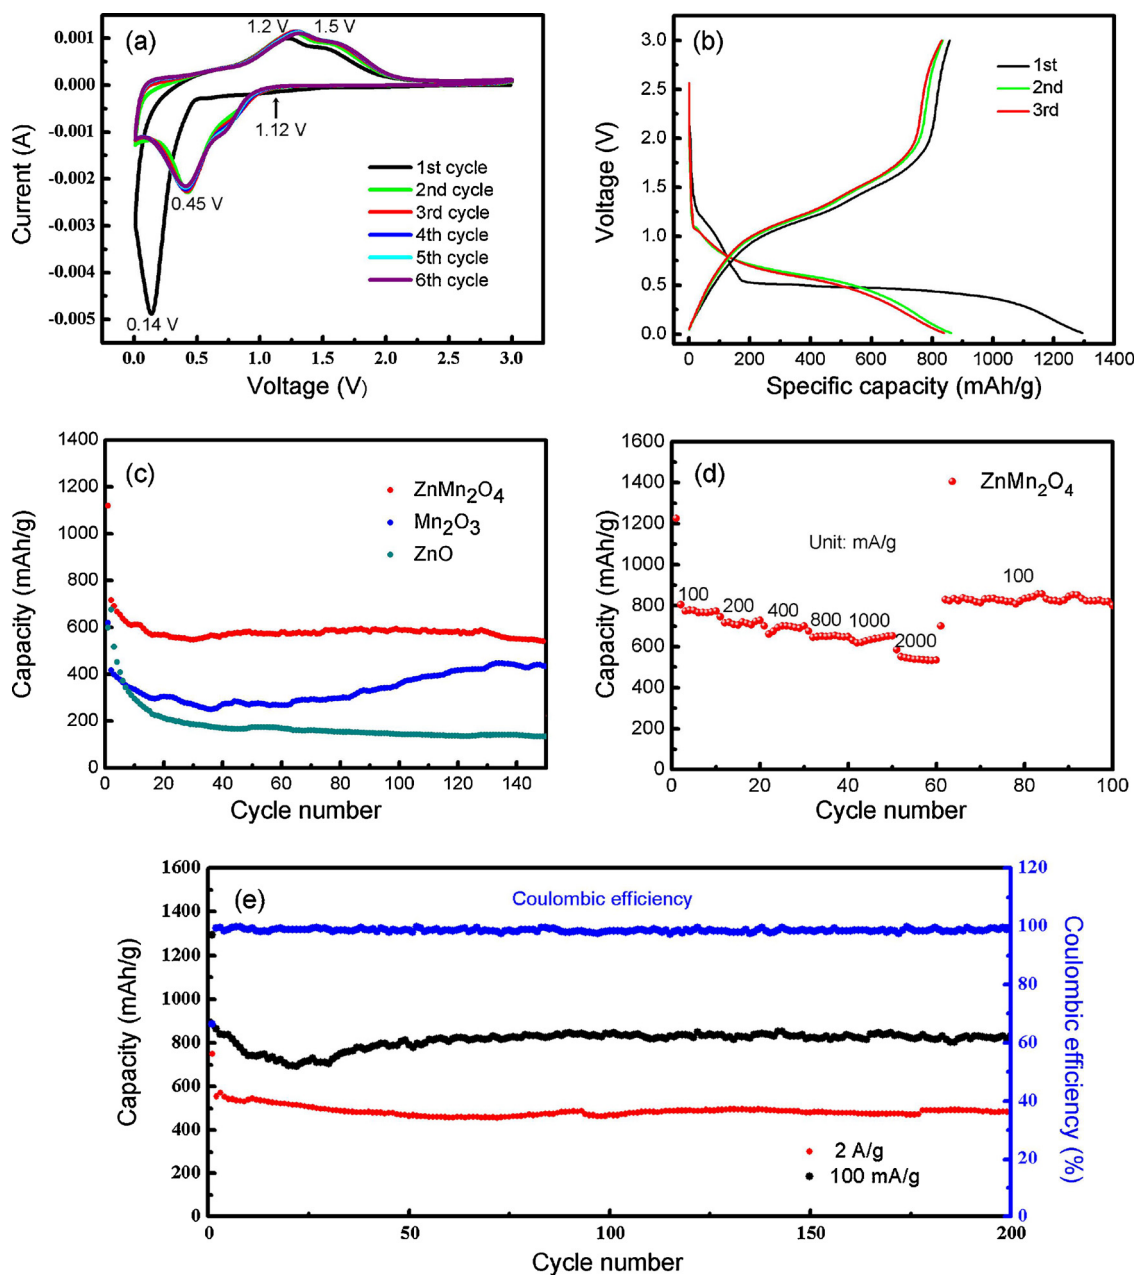 (a)
1.2 V
1.5 V
0.001
0.000
-0.001
-0.002
-0.003
-0.004
-0.005
Current (A)
1.12 V
0.45 V
0.14 V
1st cycle
2nd cycle
3rd cycle
4th cycle
5th cycle
6th cycle
0.0 0.5 1.0 1.5 2.0 2.5 3.0
Voltage (V)
(b)
3.0
2.5
2.0
1.5
1.0
0.5
0.0
Voltage (V)
1st
2nd
3rd
0 200 400 600 800 1000 1200 1400
Specific capacity (mAh/g)
(c)
1400
1200
1000
800
600
400
200
0
Capacity (mAh/g)
ZnMn2O4
Mn2O3
ZnO
0 20 40 60 80 100 120 140
Cycle number
(d)
1600
1400
1200
1000
800
600
400
200
0
Capacity (mAh/g)
ZnMn2O4
Unit: mA/g
100
200
400
800
1000
2000
100
0 20 40 60 80 100
Cycle number
(e)
1600
1400
1200
1000
800
600
400
200
0
Capacity (mAh/g)
Coulombic efficiency
120
100
80
60
40
20
0
Coulombic efficiency (%)
2 A/g
100 mA/g
0 50 100 150 200
Cycle number